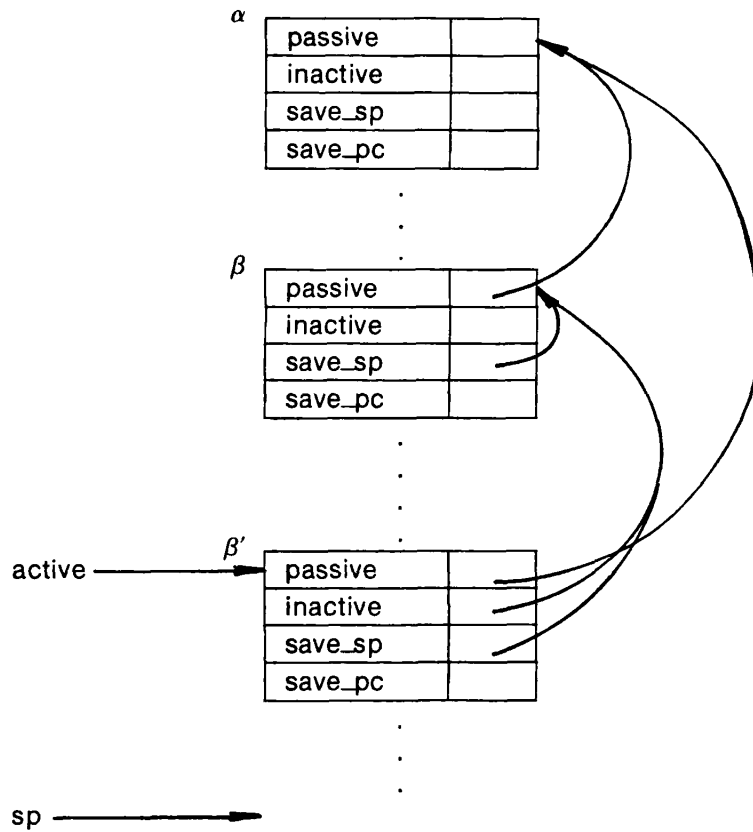 α
passive
inactive
save_sp
save_pc
β
passive
inactive
save_sp
save_pc
β'
active
passive
inactive
save_sp
save_pc
sp